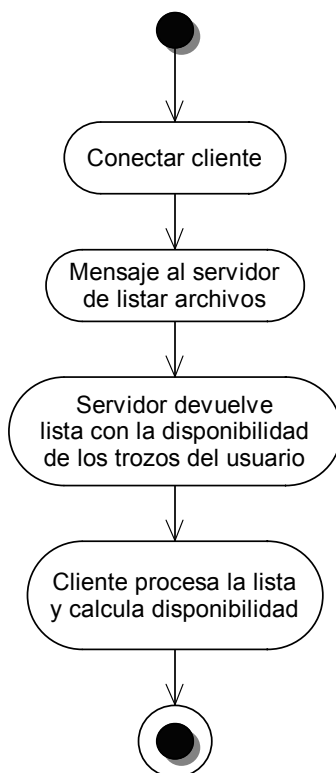 Conectar cliente
Mensaje al servidor
de listar archivos
Servidor devuelve
lista con la disponibilidad
de los trozos del usuario
Cliente procesa la lista
y calcula disponibilidad